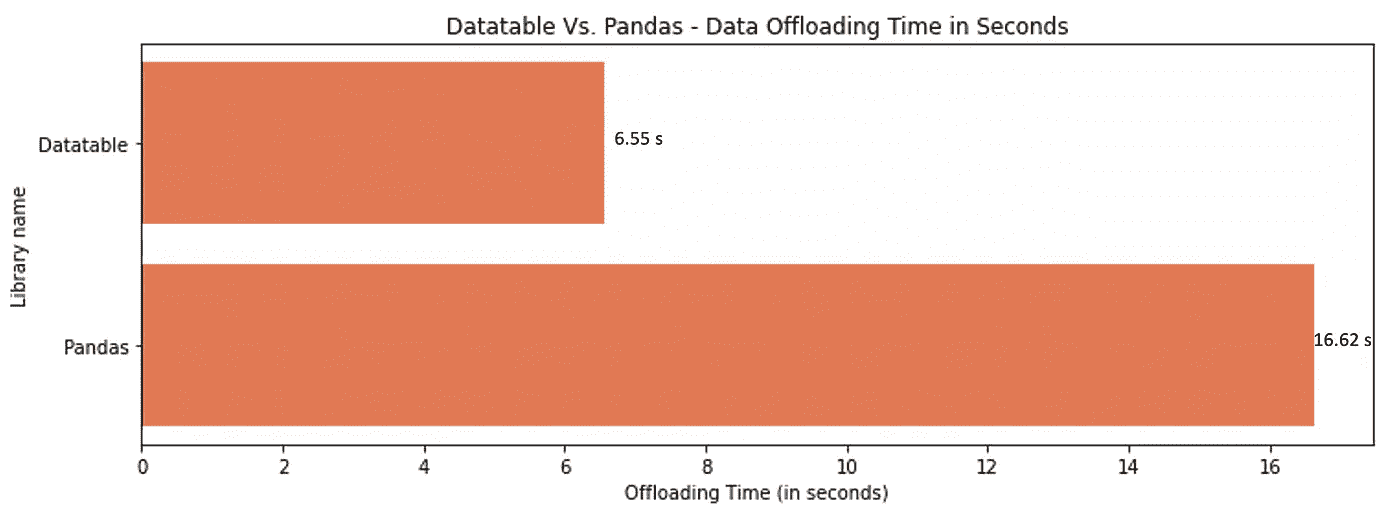 Datatable Vs. Pandas - Data Offloading Time in Seconds
Library name
Datatable
6.55 s
Pandas
16.62 s
0 2 4 6 8 10 12 14 16
Offloading Time (in seconds)